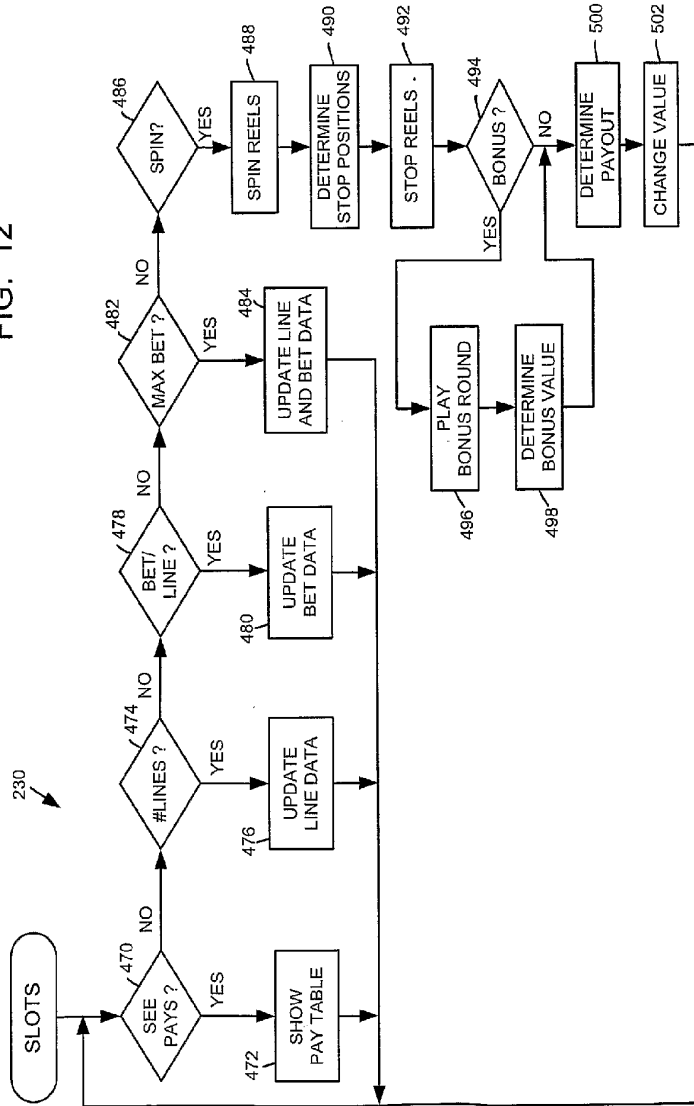 FIG. 12
230
SLOTS
470
SEE
PAYS ?
NO
YES
472
SHOW
PAY TABLE
474
#LINES ?
NO
YES
476
UPDATE
LINE DATA
478
BET/
LINE ?
NO
YES
480
UPDATE
BET DATA
482
MAX BET ?
NO
YES
484
UPDATE LINE
AND BET DATA
486
SPIN?
YES
488
SPIN REELS
490
DETERMINE
STOP POSITIONS
492
STOP REELS .
494
BONUS ?
YES
NO
496
PLAY
BONUS ROUND
498
DETERMINE
BONUS VALUE
500
DETERMINE
PAYOUT
502
CHANGE VALUE